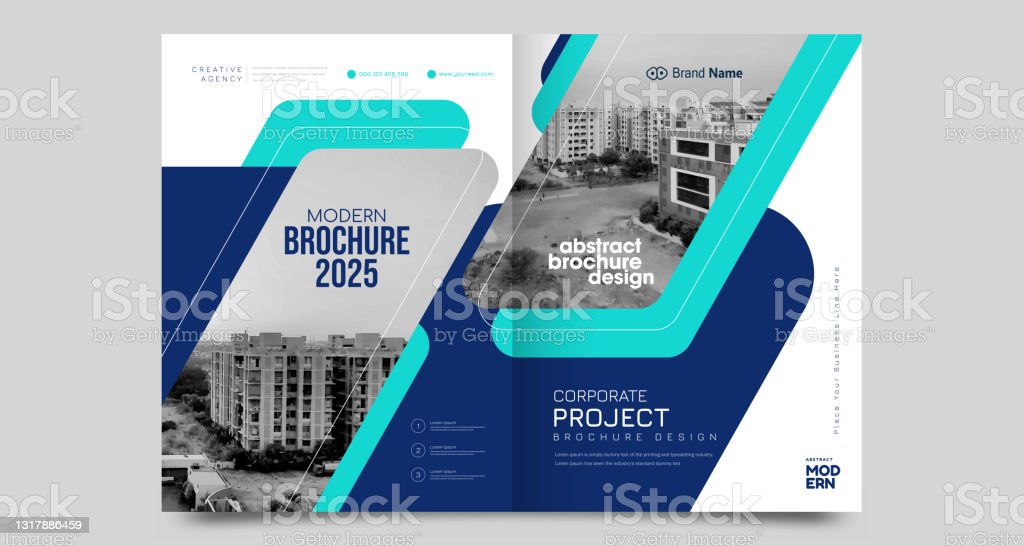 CREATIVE
AGENCY
000 123 456 789
www.yourweb.com
MODERN
BROCHURE
2025
1
Lorem ipsum
2
Lorem ipsum
3
Lorem ipsum
Brand Name
abstract
brochure
design
CORPORATE
PROJECT
BROCHURE DESIGN
Lorem Ipsum is simply dummy text of the printing and typesetting industry.
Lorem Ipsum has been the industry's standard dummy text
Place Your Business Line Here
ABSTRACT
MOD
ERN
iStock
by Getty Images™
1317886459